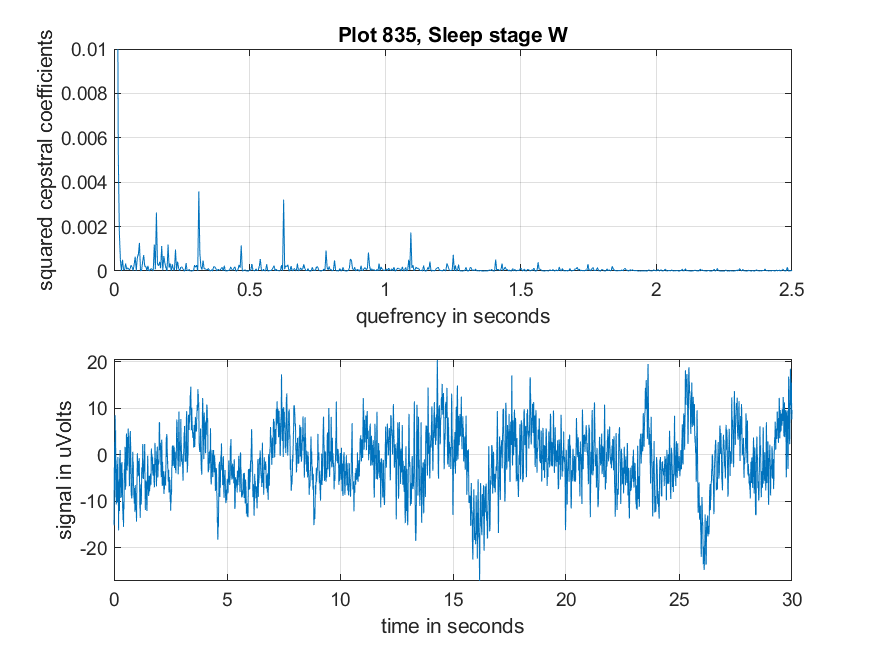 Plot 835, Sleep stage W
squared cepstral coefficients
0.01
0.008
0.006
0.004
0.002
0
0 0.5 1 1.5 2 2.5
quefrency in seconds
signal in uVolts
20
10
0
-10
-20
0 5 10 15 20 25 30
time in seconds